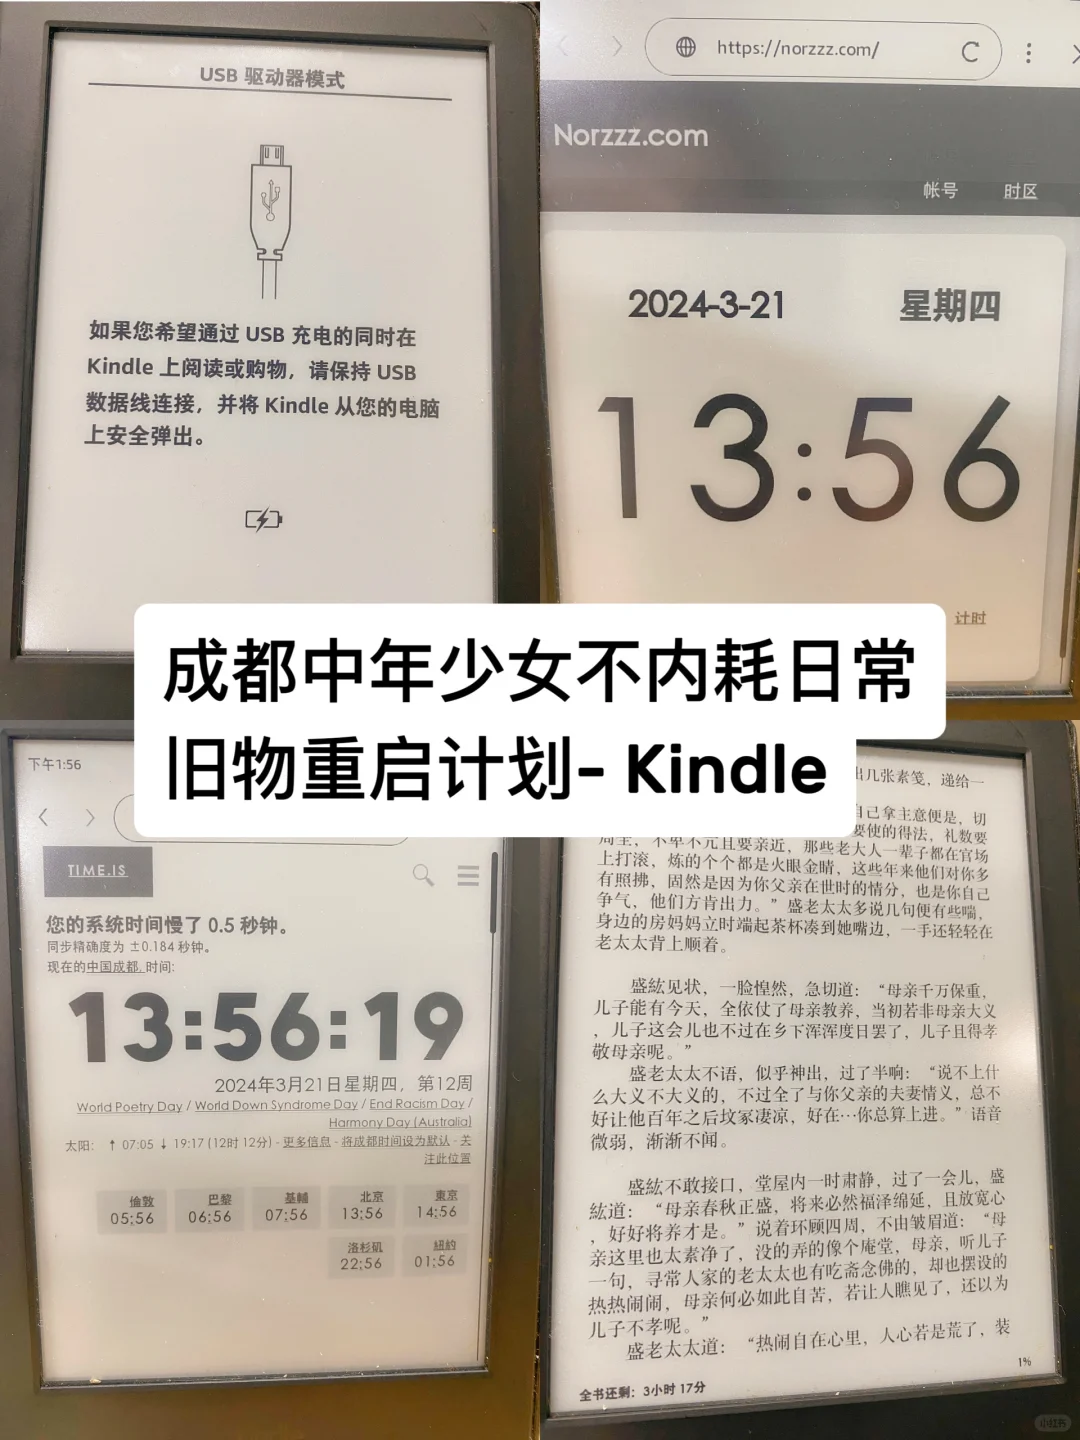 USB 驱动器模式
如果您希望通过 USB 充电的同时在
Kindle 上阅读或购物，请保持 USB
数据线连接，并将 Kindle 从您的电脑
上安全弹出。
https://norzzz.com/
Norzzz.com
帐号 时区
2024-3-21 星期四
13:56
计时
成都中年少女不内耗日常
旧物重启计划- Kindle
下午1:56
TIME.IS
您的系统时间慢了 0.5 秒钟。
同步精确度为 ±0.184 秒钟。
现在的中国成都, 时间:
13:56:19
2024年3月21日星期四，第12周
World Poetry Day / World Down Syndrome Day / End Racism Day /
Harmony Day (Australia)
太阳: ↑ 07:05 ↓ 19:17 (12时 12分) - 更多信息 - 将成都时间设为默认 - 关
注此位置
倫敦 巴黎 基輔 北京 東京
05:56 06:56 07:56 13:56 14:56
洛杉矶 紐約
22:56 01:56
出几张素笺，递给一
自己拿主意便是，切
要使的得法，礼数要
周全，不卑不亢且要亲近，那些老大人一辈子都在官场
上打滚，炼的个个都是火眼金睛，这些年来他们对你多
有照拂，固然是因为你父亲在世时的情分，也是你自己
争气，他们方肯出力。”盛老太太多说几句便有些喘，
身边的房妈妈立时端起茶杯凑到她嘴边，一手还轻轻在
老太太背上顺着。
盛紘见状，一脸惶然，急切道：“母亲千万保重，
儿子能有今天，全依仗了母亲教养，当初若非母亲大义
，儿子这会儿也不过在乡下浑浑度日罢了，儿子且得孝
敬母亲呢。”
盛老太太不语，似乎神出，过了半响：“说不上什
么大义不大义的，不过全了与你父亲的夫妻情义，总不
好让他百年之后坟冢凄凉，好在…你总算上进。”语音
微弱，渐渐不闻。
盛紘不敢接口，堂屋内一时肃静，过了一会儿，盛
紘道：“母亲春秋正盛，将来必然福泽绵延，且放宽心
，好好将养才是。”说着环顾四周，不由皱眉道：“母
亲这里也太素净了，没的弄的像个庵堂，母亲，听儿子
一句，寻常人家的老太太也有吃斋念佛的，却也摆设的
热热闹闹，母亲何必如此自苦，若让人瞧见了，还以为
儿子不孝呢。”
盛老太太道：“热闹自在心里，人心若是荒了，装
1%
全书还剩：3小时 17分
小红书